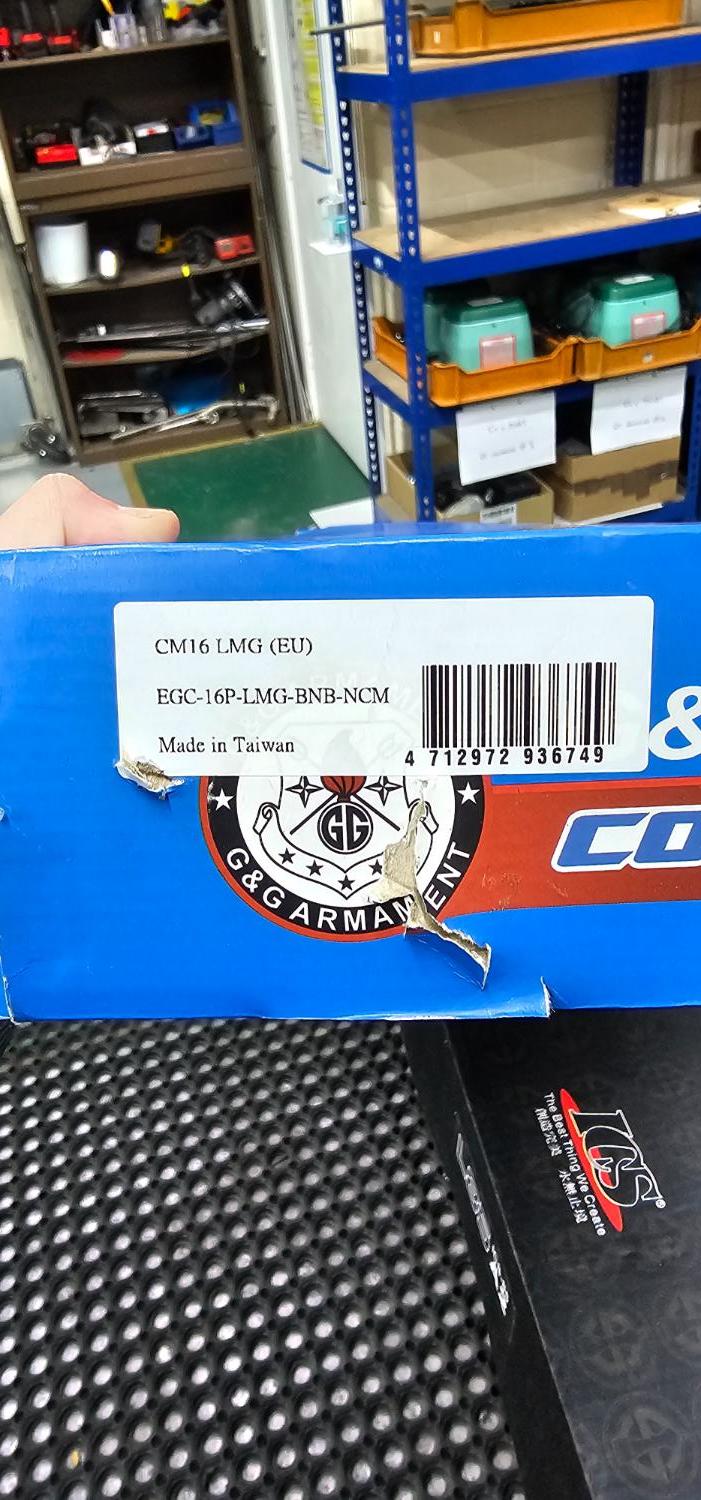 CM16 LMG (EU)
EGC-16P-LMG-BNB-NCM
Made in Taiwan
4 712972 936749
&
CO
GG
G&G ARMAMENT
ICS®
The Best Thing We Create